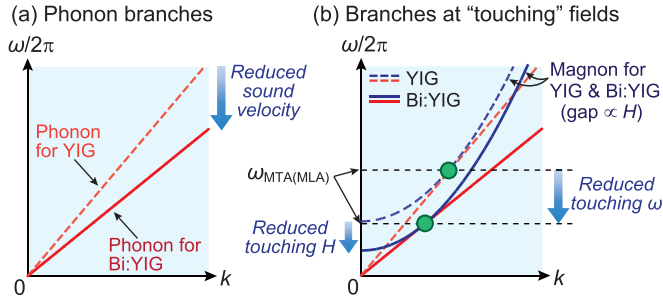 (a) Phonon branches
ω/2π
Reduced
sound
velocity
Phonon
for YIG
Phonon for
Bi:YIG
0
k
(b) Branches at “touching” fields
ω/2π
YIG
Bi:YIG
Magnon for
YIG & Bi:YIG
(gap ∝ H)
ωMTA(MLA)
Reduced
touching H
Reduced
touching ω
0
k